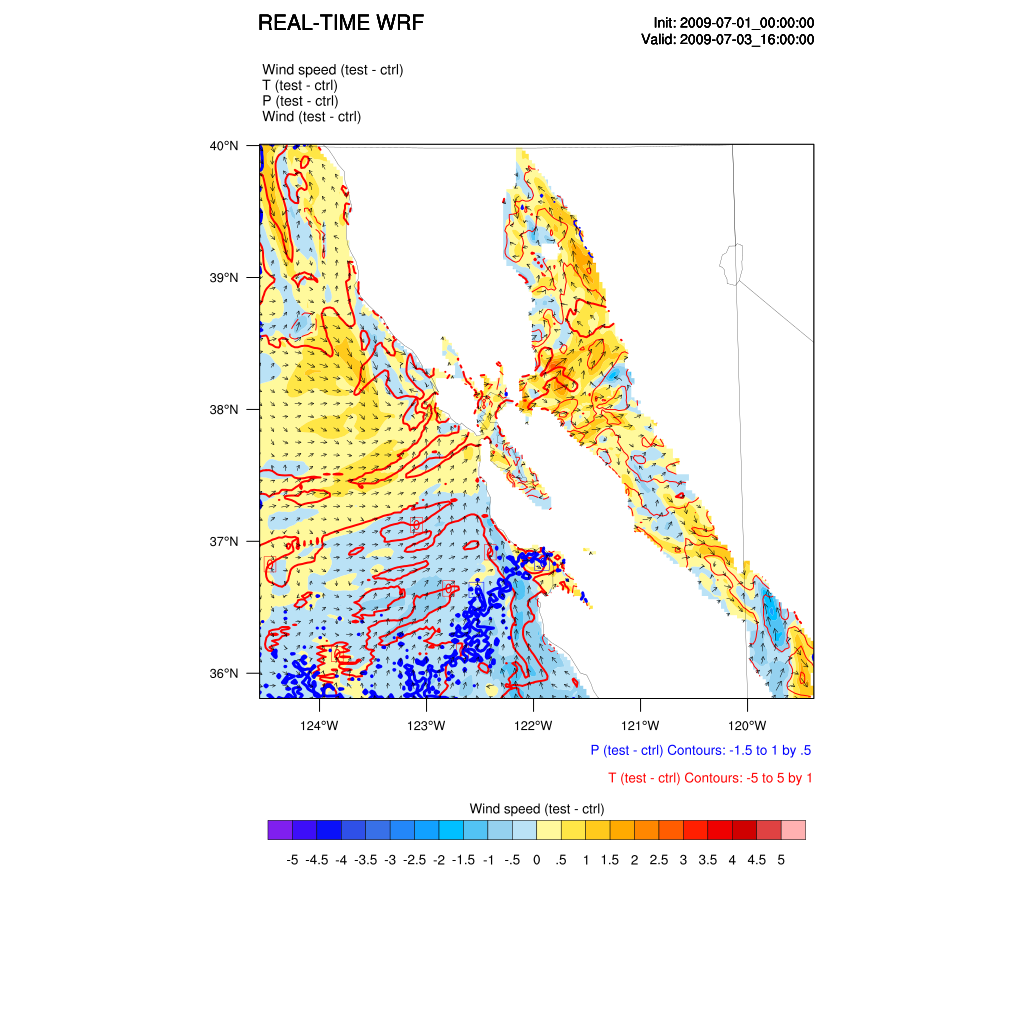 REAL-TIME WRF
Init: 2009-07-01_00:00:00
Valid: 2009-07-03_16:00:00
Wind speed (test - ctrl)
T (test - ctrl)
P (test - ctrl)
Wind (test - ctrl)
40°N
39°N
38°N
37°N
36°N
124°W 123°W 122°W 121°W 120°W
P (test - ctrl) Contours: -1.5 to 1 by .5
T (test - ctrl) Contours: -5 to 5 by 1
Wind speed (test - ctrl)
-5 -4.5 -4 -3.5 -3 -2.5 -2 -1.5 -1 -.5 0 .5 1 1.5 2 2.5 3 3.5 4 4.5 5